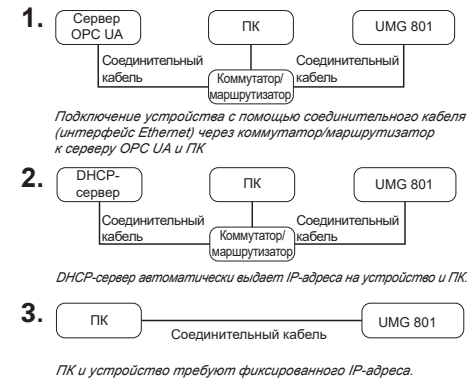 1.
Сервер
OPC UA
ПК
UMG 801
Соединительный
кабель
Соединительный
кабель
Коммутатор/
маршрутизатор
Подключение устройства с помощью соединительного кабеля
(интерфейс Ethernet) через коммутатор/маршрутизатор
к серверу OPC UA и ПК
2.
DHCP-
сервер
ПК
UMG 801
Соединительный
кабель
Соединительный
кабель
Коммутатор/
маршрутизатор
DHCP-сервер автоматически выдает IP-адреса на устройство и ПК.
3.
ПК
UMG 801
Соединительный кабель
ПК и устройство требуют фиксированного IP-адреса.